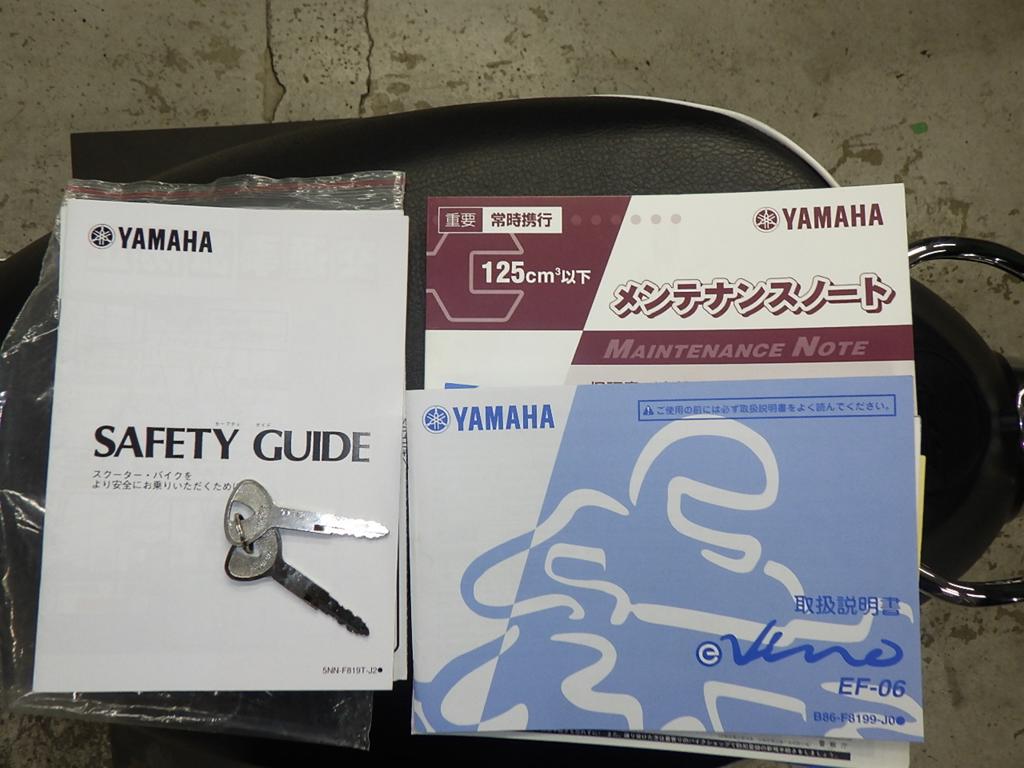 YAMAHA
SAFETY GUIDE
セーフティ ガイド
スクーター・バイクを
より安全にお乗りいただくために
5NN-F819T-J2●
重要 常時携行
125cm³以下
YAMAHA
メンテナンスノート
MAINTENANCE NOTE
YAMAHA
ご使用の前には必ず取扱説明書をよく読んでください。
取扱説明書
e Vino
EF-06
B86-F8199-J0●